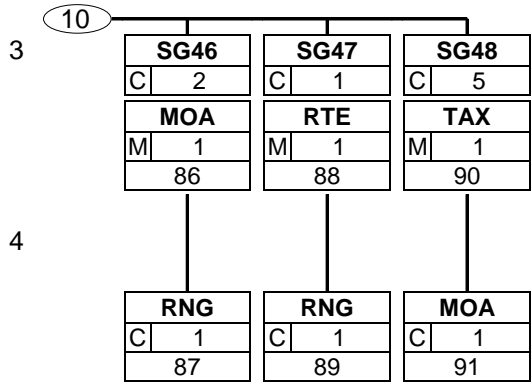 10
3
SG46 SG47 SG48
C 2 C 1 C 5
MOA RTE TAX
M 1 M 1 M 1
86 88 90
4
RNG RNG MOA
C 1 C 1 C 1
87 89 91